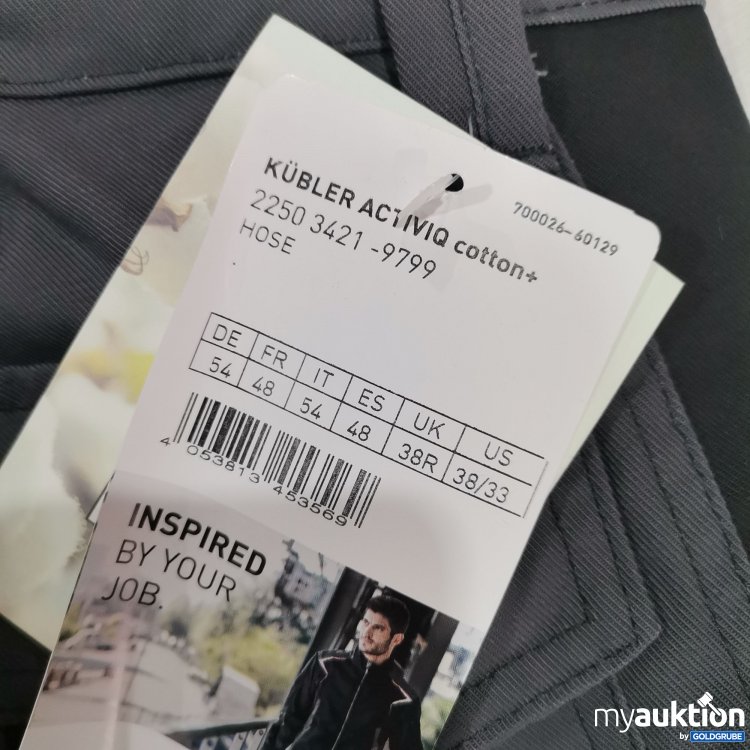 KÜBLER ACTIVIQ cotton+
2250 3421 -9799
HOSE
700026-60129
DE FR IT ES UK US
54 48 54 48 38R 38/33
4 053813 453569
INSPIRED
BY YOUR
JOB.
myauktion
by GOLDGRUBE